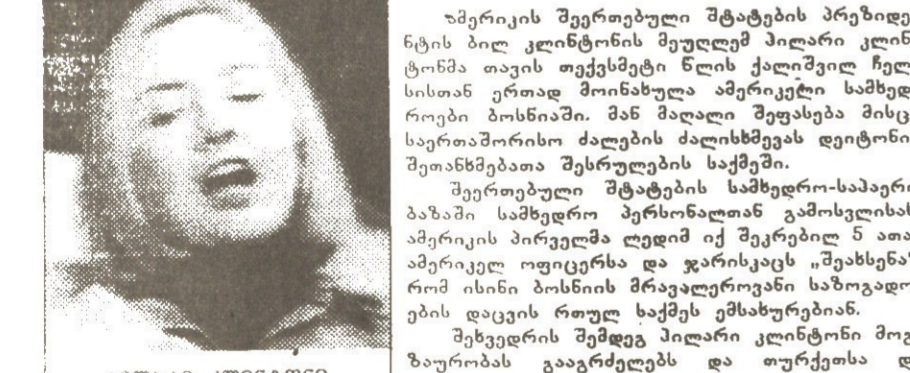 ამერიკის შეერთებული შტატების პრეზიდე
ნტის ბილ კლინტონის მეუღლემ ჰილარი კლინ
ტონმა თავის თექვსმეტი წლის ქალიშვილ ჩელ
სისთან ერთად მოინახულა ამერიკელი სამხედ
როები ბოსნიაში. მან მაღალი შეფასება მისც
საერთაშორისო ძალების ძალისხმევას დეიტონი
შეთანხმებათა შესრულების საქმეში.
შეერთებული შტატების სამხედრო-საჰაერო
ბაზაში სამხედრო პერსონალთან გამოსვლისას
ამერიკის პირველმა ლედიმ იქ შეკრებილ 5 ათა
ამერიკელ ოფიცერსა და ჯარისკაცს „შეახსენა"
რომ ისინი ბოსნიის მრავალეროვანი საზოგადო
ების დაცვის რთულ საქმეს ემსახურებიან.
შეხვედრის შემდეგ ჰილარი კლინტონი მოგ
ზაურობას გააგრძელებს და თურქეთსა დ